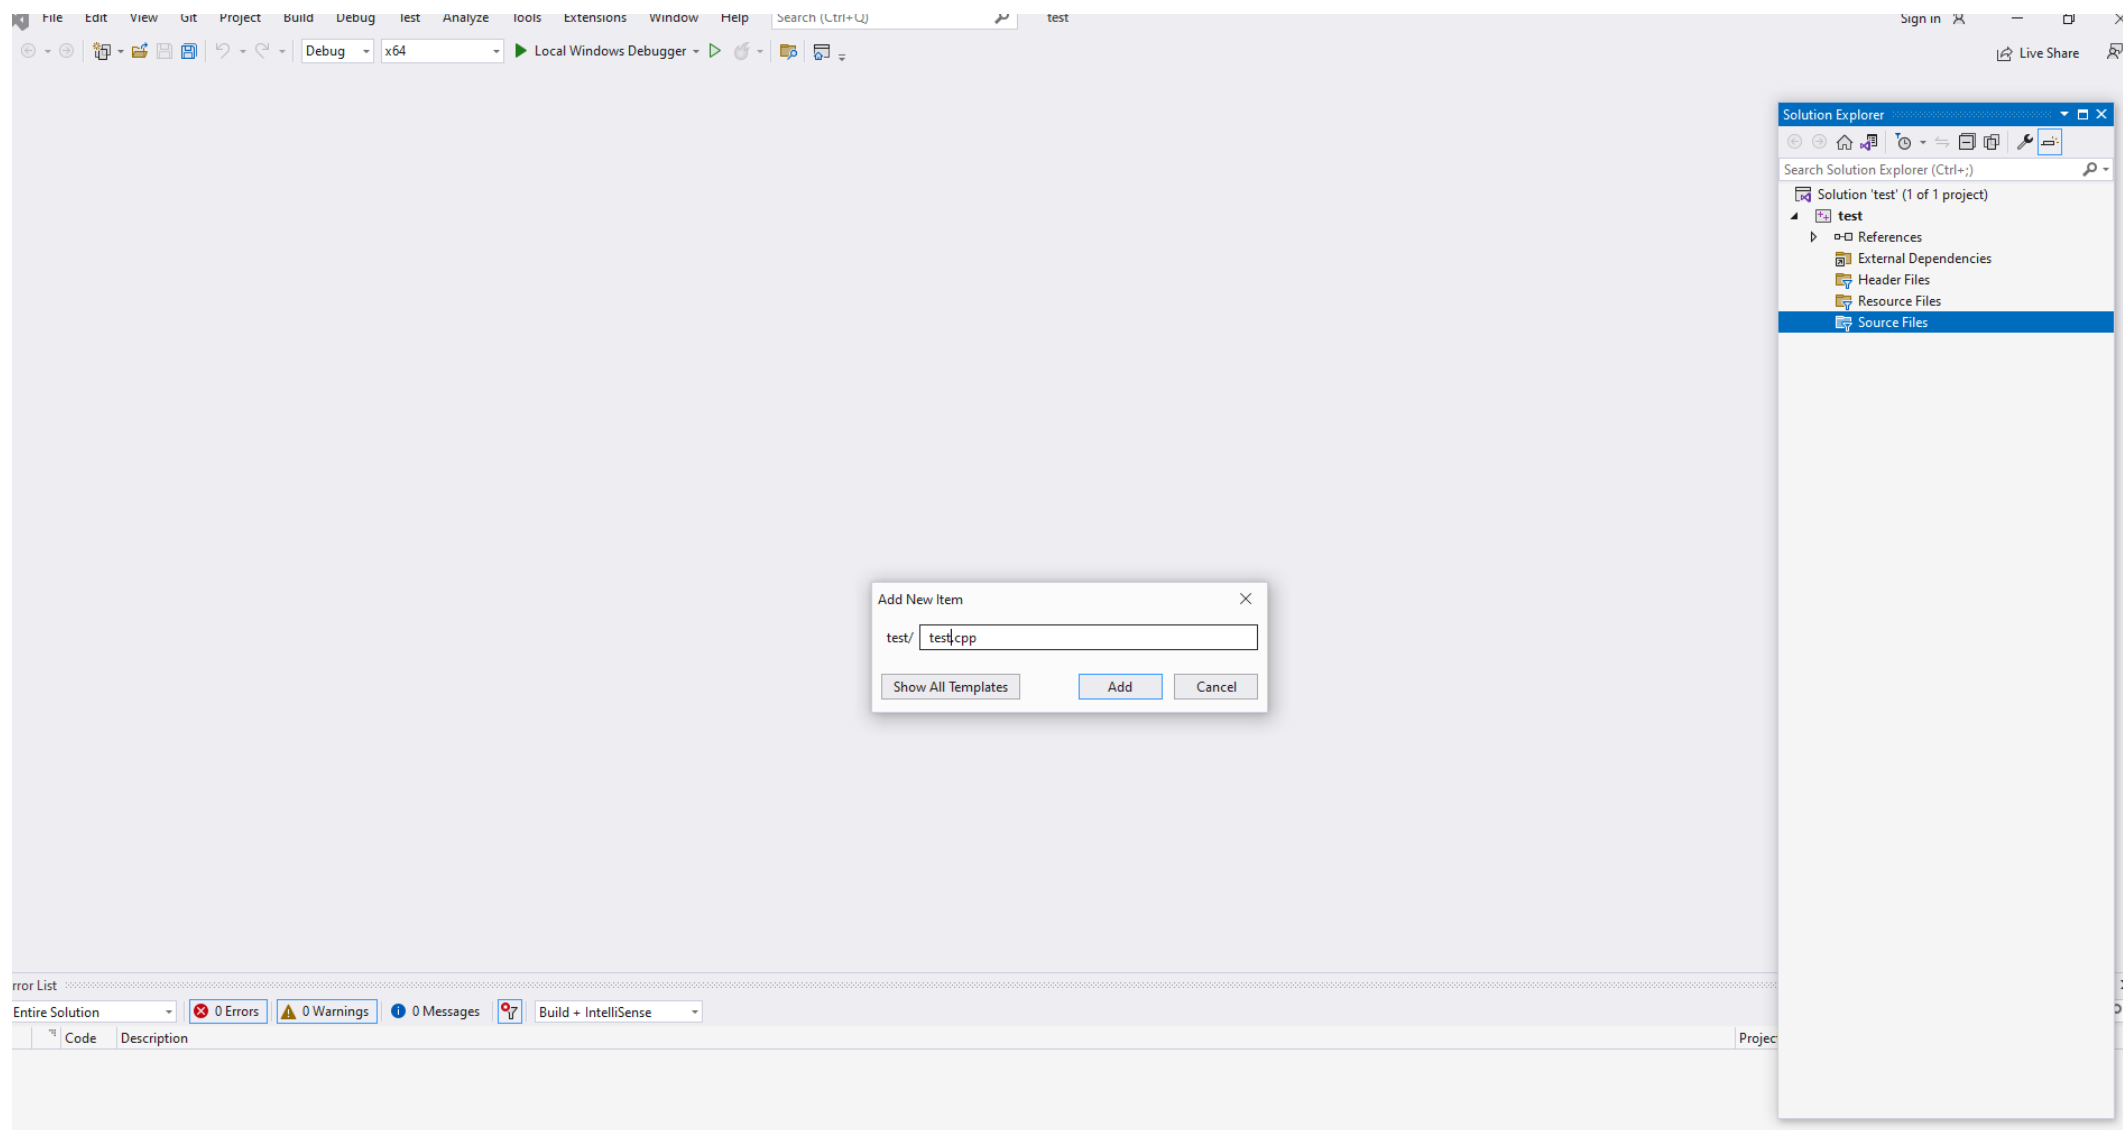 File Edit View Git Project Build Debug Test Analyze Tools Extensions Window Help Search (Ctrl+Q) test Sign in
Debug x64 Local Windows Debugger Live Share
Solution Explorer
Search Solution Explorer (Ctrl+;)
Solution 'test' (1 of 1 project)
test
References
External Dependencies
Header Files
Resource Files
Source Files
Add New Item
test/ test.cpp
Show All Templates Add Cancel
rror List
Entire Solution 0 Errors 0 Warnings 0 Messages Build + IntelliSense
Code Description Projec